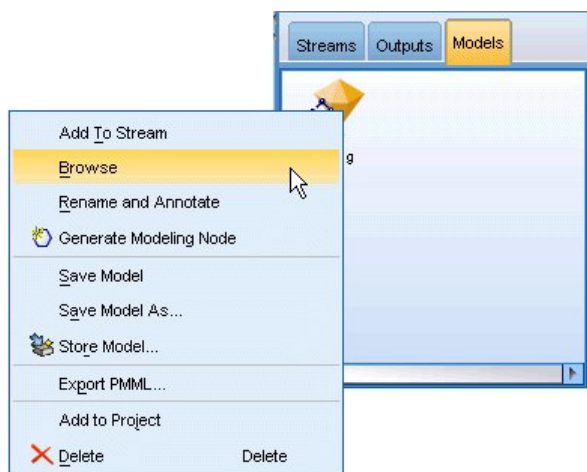 Streams Outputs Models
g
Add To Stream
Browse
Rename and Annotate
Generate Modeling Node
Save Model
Save Model As...
Store Model...
Export PMML...
Add to Project
Delete Delete